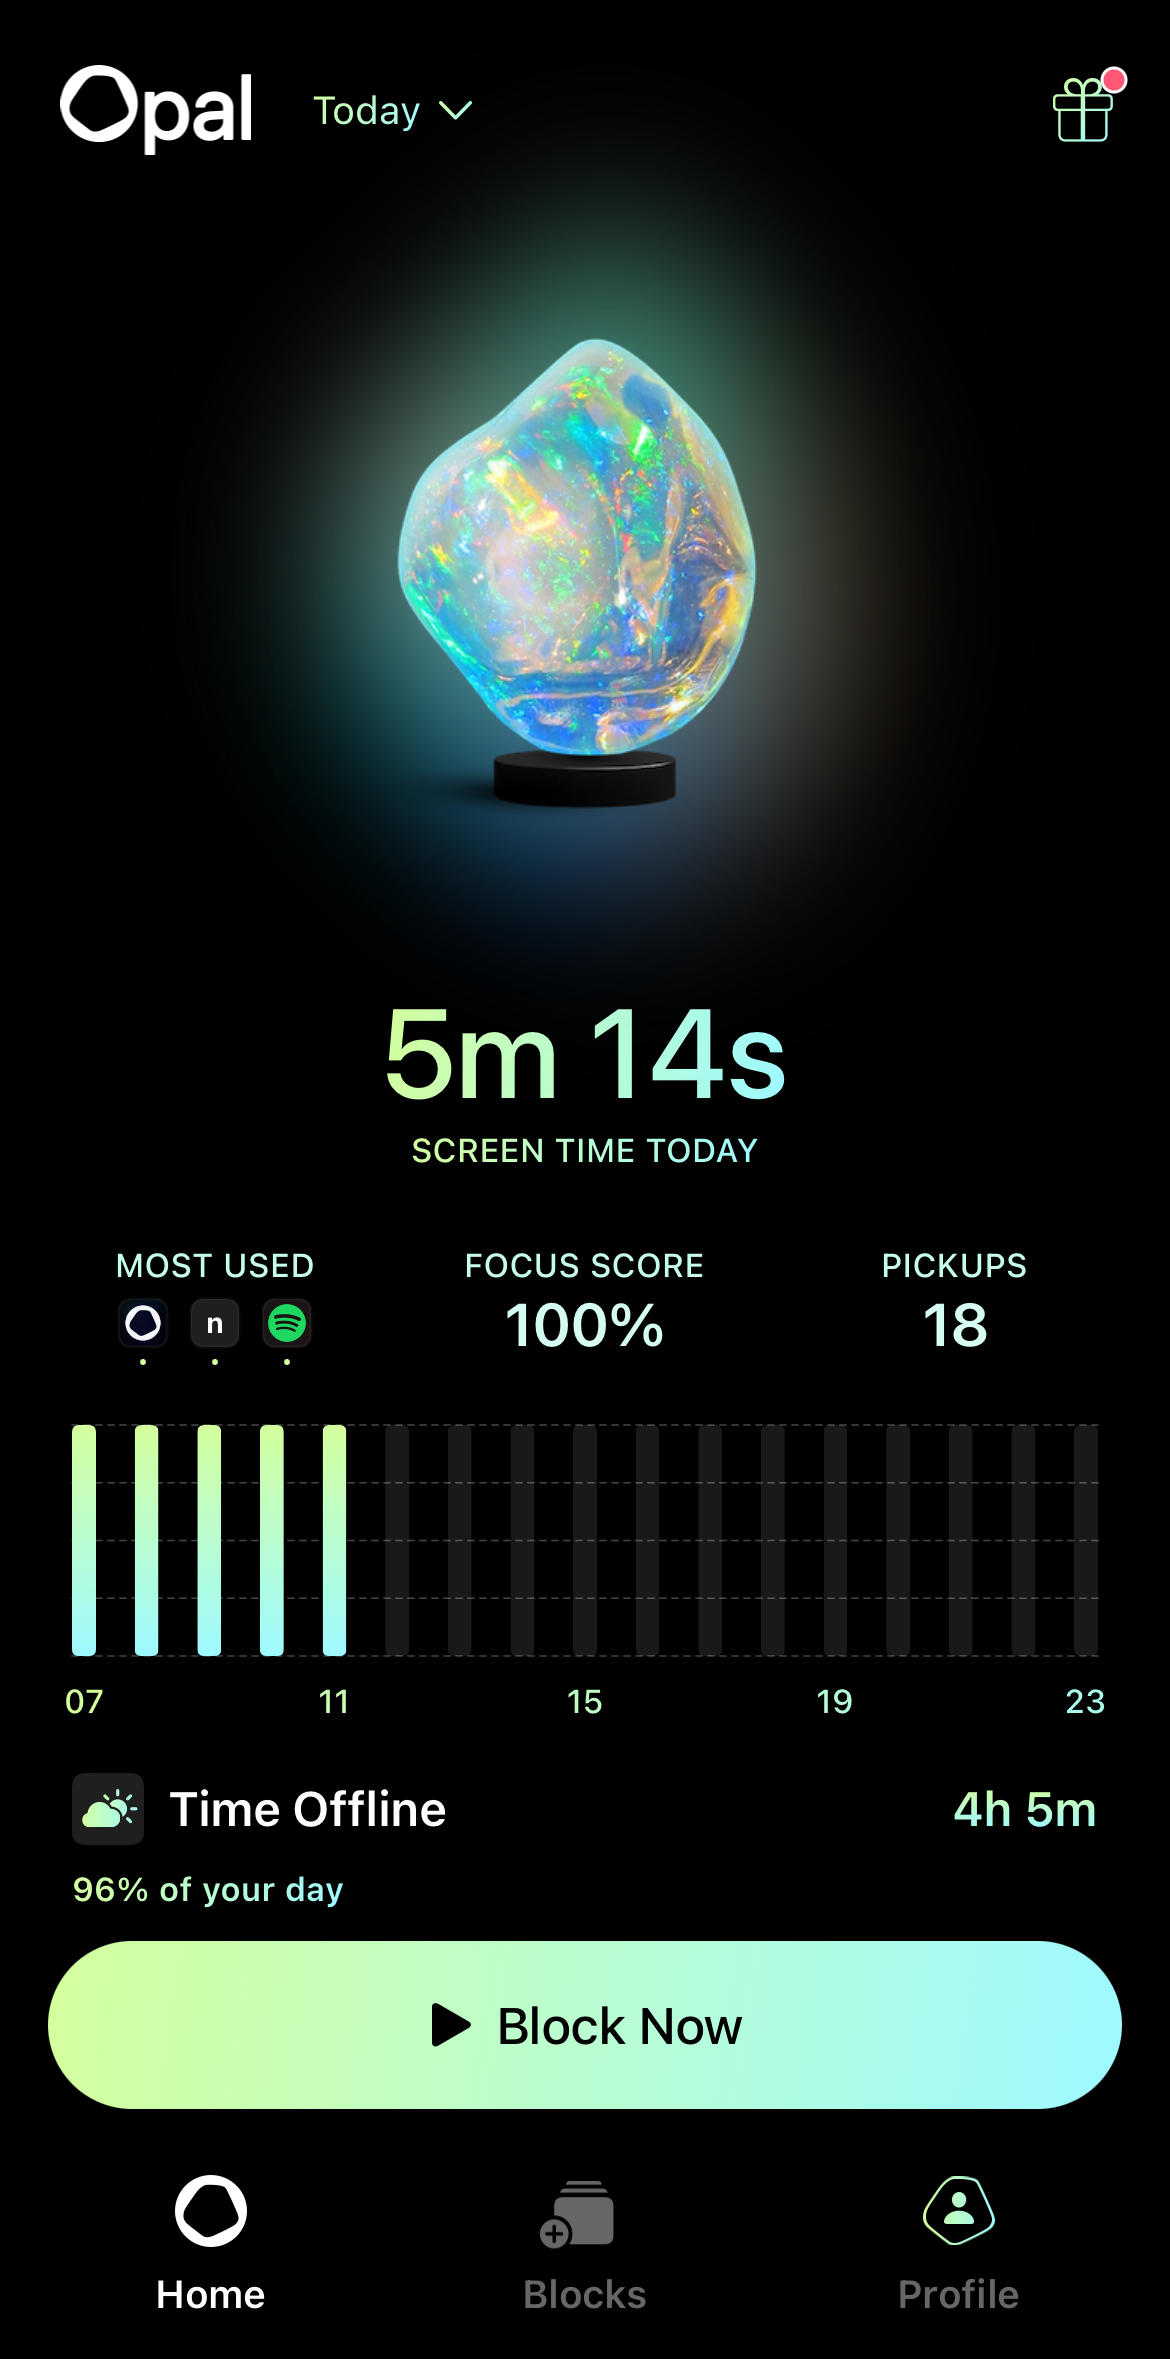 Opal Today
5m 14s
SCREEN TIME TODAY
MOST USED FOCUS SCORE PICKUPS
n 100% 18
07 11 15 19 23
Time Offline 4h 5m
96% of your day
Block Now
Home Blocks Profile